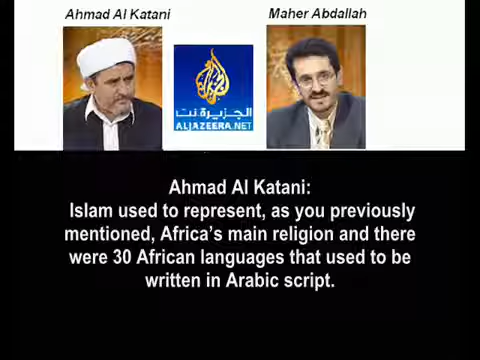 Ahmad Al Katani
Maher Abdallah
الجزيرة نت
ALJAZEERA.NET
Ahmad Al Katani:
Islam used to represent, as you previously
mentioned, Africa's main religion and there
were 30 African languages that used to be
written in Arabic script.